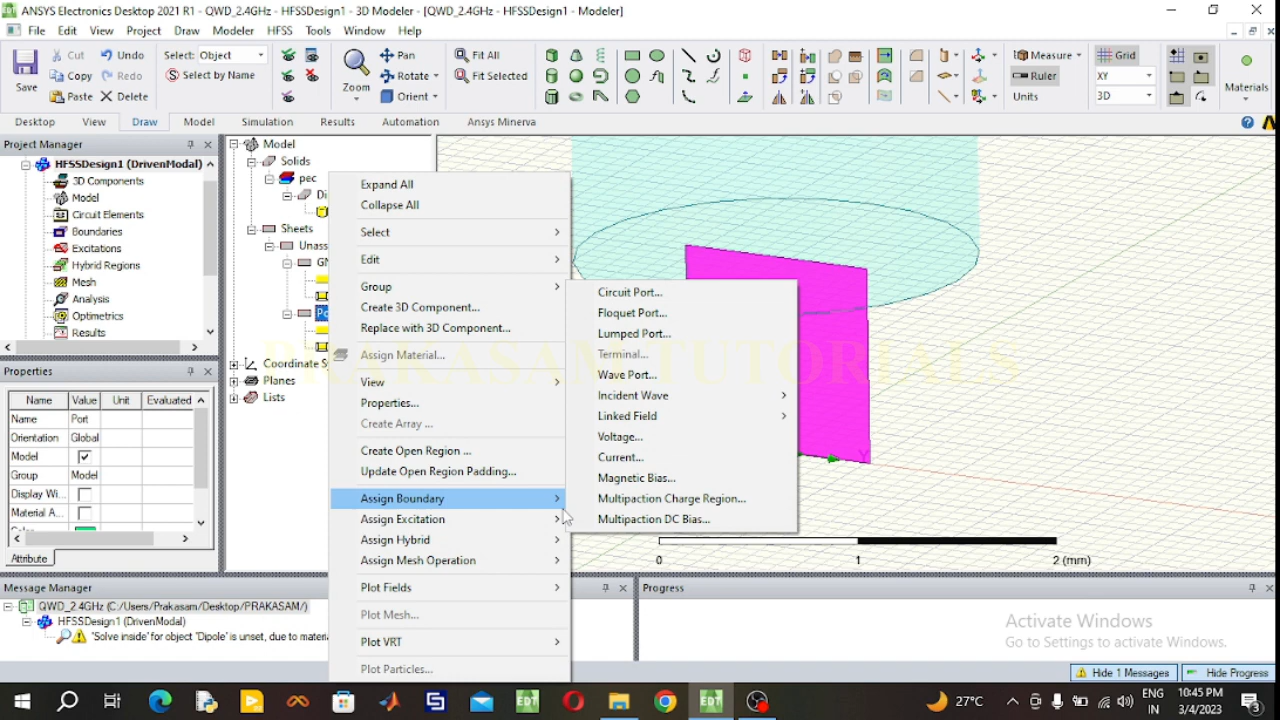 ANSYS Electronics Desktop 2021 R1 - QWD_2.4GHz - HFSSDesign1 - 3D Modeler - [QWD_2.4GHz - HFSSDesign1 - Modeler]
File Edit View Project Draw Modeler HFSS Tools Window Help
Save
Cut Undo
Copy Redo
Paste Delete
Select: Object
Select by Name
Zoom
Pan
Rotate
Orient
Fit All
Fit Selected
Measure
Ruler
Units
Grid
XY
3D
Materials
Desktop View Draw Model Simulation Results Automation Ansys Minerva
Project Manager
HFSSDesign1 (DrivenModal)
3D Components
Model
Circuit Elements
Boundaries
Excitations
Hybrid Regions
Mesh
Analysis
Optimetrics
Results
Properties
Name Value Unit Evaluated
Name Port
Orientation Global
Model
Group Model
Display Wi...
Material A...
Attribute
Model
Solids
pec
Di
Sheets
Unass
GN
Po
Coordinate Sy
Planes
Lists
Expand All
Collapse All
Select
Edit
Group
Create 3D Component...
Replace with 3D Component...
Assign Material...
View
Properties...
Create Array ...
Create Open Region ...
Update Open Region Padding...
Assign Boundary
Assign Excitation
Assign Hybrid
Assign Mesh Operation
Plot Fields
Plot Mesh...
Plot VRT
Plot Particles...
Circuit Port...
Floquet Port...
Lumped Port...
Terminal...
Wave Port...
Incident Wave
Linked Field
Voltage...
Current...
Magnetic Bias...
Multipaction Charge Region...
Multipaction DC Bias...
PRAKASAM TUTORIALS
Y
0 1 2 (mm)
Message Manager
QWD_2.4GHz (C:/Users/Prakasam/Desktop/PRAKASAM/)
HFSSDesign1 (DrivenModal)
'Solve inside' for object 'Dipole' is unset, due to materia
Progress
Activate Windows
Go to Settings to activate Windows.
Hide 1 Messages Hide Progress
27°C
ENG
IN
10:45 PM
3/4/2023
3